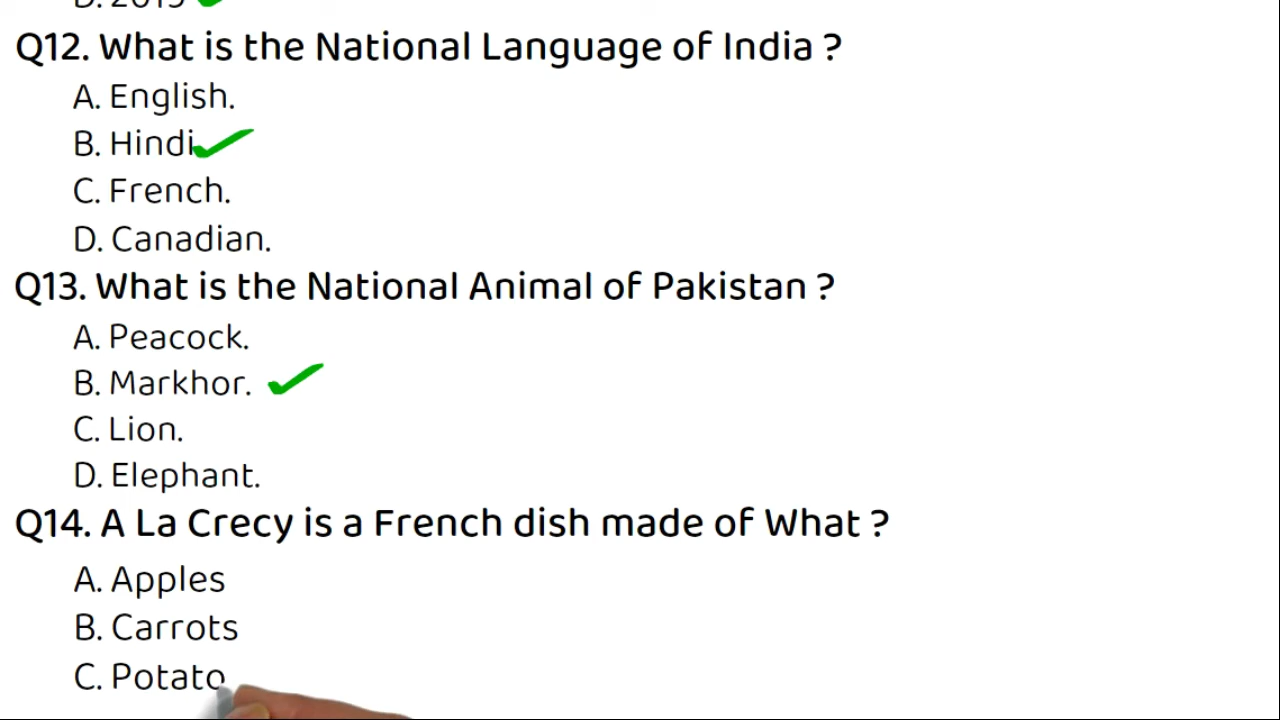 D. 2019
Q12. What is the National Language of India ?
A. English.
B. Hindi
C. French.
D. Canadian.
Q13. What is the National Animal of Pakistan ?
A. Peacock.
B. Markhor.
C. Lion.
D. Elephant.
Q14. A La Crecy is a French dish made of What ?
A. Apples
B. Carrots
C. Potato